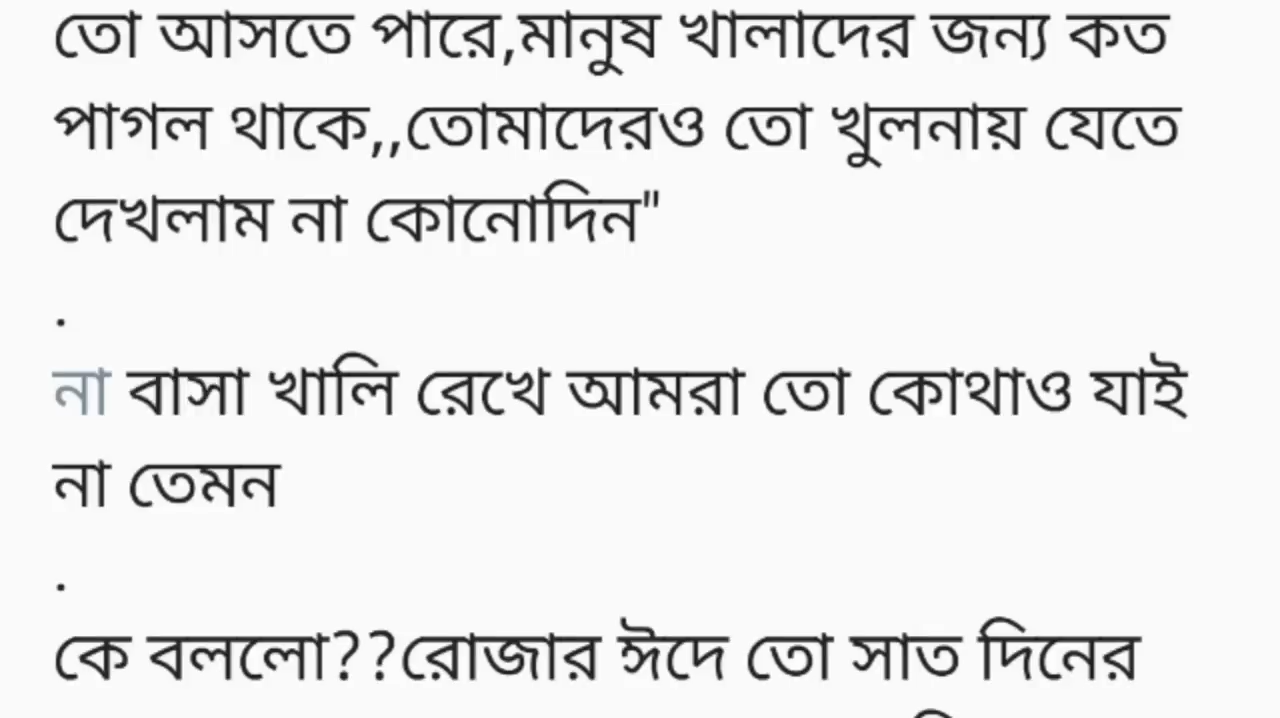 তো আসতে পারে,মানুষ খালাদের জন্য কত
পাগল থাকে,,তোমাদেরও তো খুলনায় যেতে
দেখলাম না কোনোদিন"
.
না বাসা খালি রেখে আমরা তো কোথাও যাই
না তেমন
.
কে বললো??রোজার ঈদে তো সাত দিনের